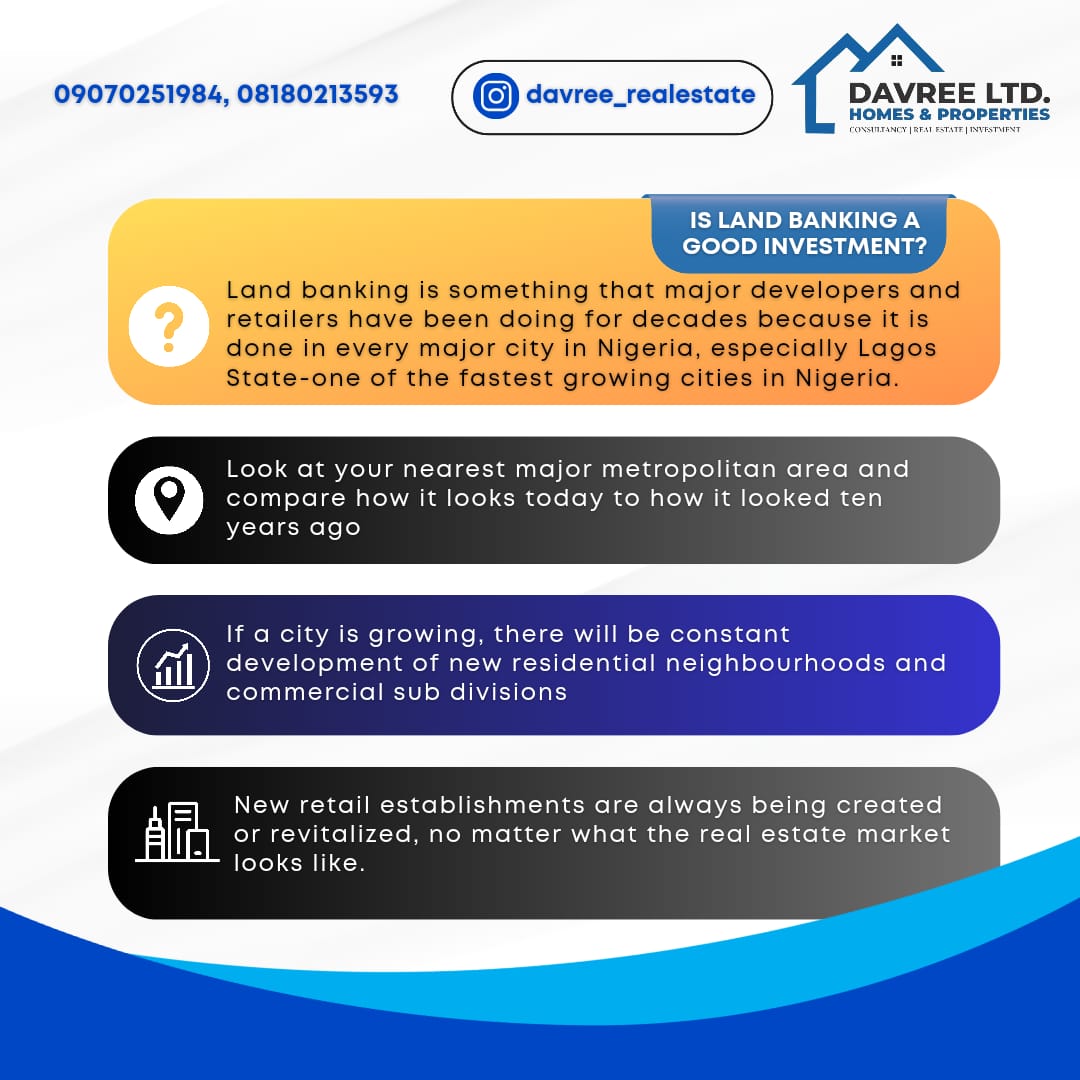 09070251984, 08180213593
davree_realestate
DAVREE LTD.
HOMES & PROPERTIES
CONSULTANCY | REAL ESTATE | INVESTMENT
IS LAND BANKING A
GOOD INVESTMENT?
Land banking is something that major developers and
retailers have been doing for decades because it is
done in every major city in Nigeria, especially Lagos
State-one of the fastest growing cities in Nigeria.
Look at your nearest major metropolitan area and
compare how it looks today to how it looked ten
years ago
If a city is growing, there will be constant
development of new residential neighbourhoods and
commercial sub divisions
New retail establishments are always being created
or revitalized, no matter what the real estate market
looks like.